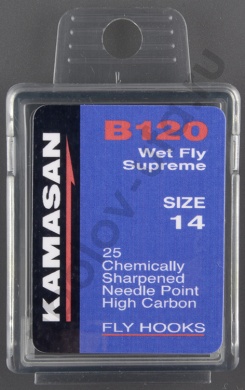 KAMASAN
B120
Wet Fly
Supreme
SIZE
14
25
Chemically
Sharpened
Needle Point
High Carbon
FLY HOOKS